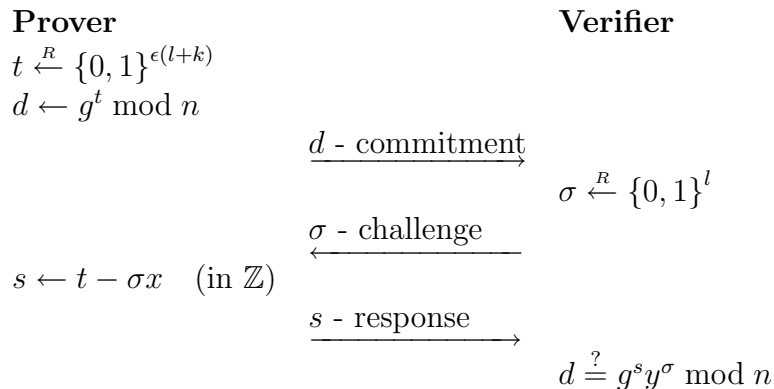 Prover Verifier
t ←ᴿ {0, 1}^ϵ(l+k)
d ← g^t mod n
d - commitment
σ ←ᴿ {0, 1}^l
σ - challenge
s ← t − σx (in ℤ)
s - response
d ≟ g^s y^σ mod n